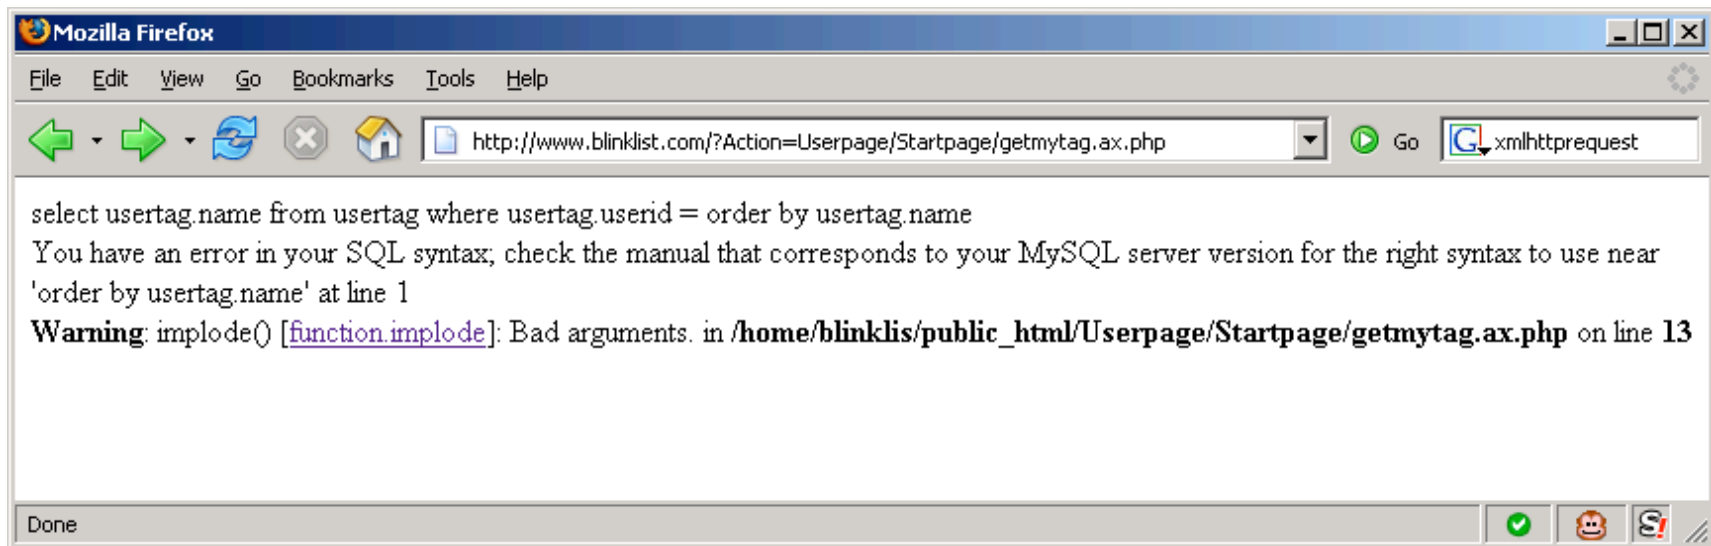 Mozilla Firefox
File Edit View Go Bookmarks Tools Help
http://www.blinklist.com/?Action=Userpage/Startpage/getmytag.ax.php Go G xmlhttprequest
select usertag.name from usertag where usertag.userid = order by usertag.name
You have an error in your SQL syntax; check the manual that corresponds to your MySQL server version for the right syntax to use near
'order by usertag.name' at line 1
Warning: implode() [function.implode]: Bad arguments. in /home/blinklis/public_html/Userpage/Startpage/getmytag.ax.php on line 13
Done S!